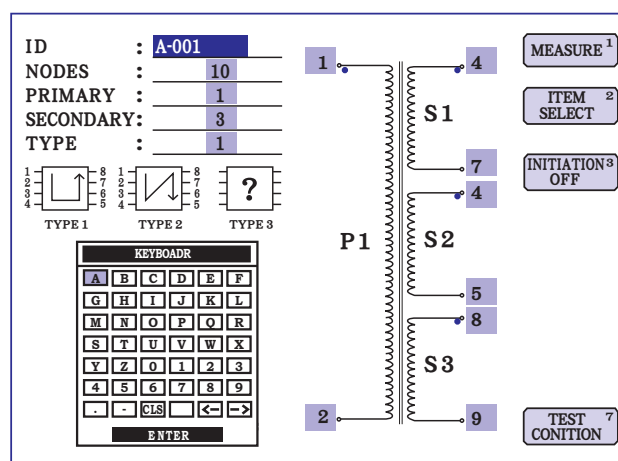 ID : A-001
NODES : 10
PRIMARY : 1
SECONDARY: 3
TYPE : 1
1 8
2 7
3 6
4 5
TYPE 1
1 8
2 7
3 6
4 5
TYPE 2
?
TYPE 3
KEYBOADR
A B C D E F
G H I J K L
M N O P Q R
S T U V W X
Y Z 0 1 2 3
4 5 6 7 8 9
. - CLS <- ->
ENTER
1
P1
2
4
S1
7
4
S2
5
8
S3
9
MEASURE 1
ITEM 2
SELECT
INITIATION 3
OFF
TEST 7
CONITION